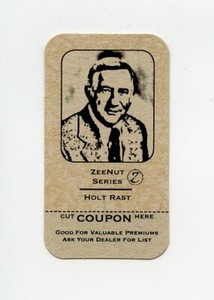 ZEENUT
SERIES Z
HOLT RAST
CUT COUPON HERE
GOOD FOR VALUABLE PREMIUMS
ASK YOUR DEALER FOR LIST